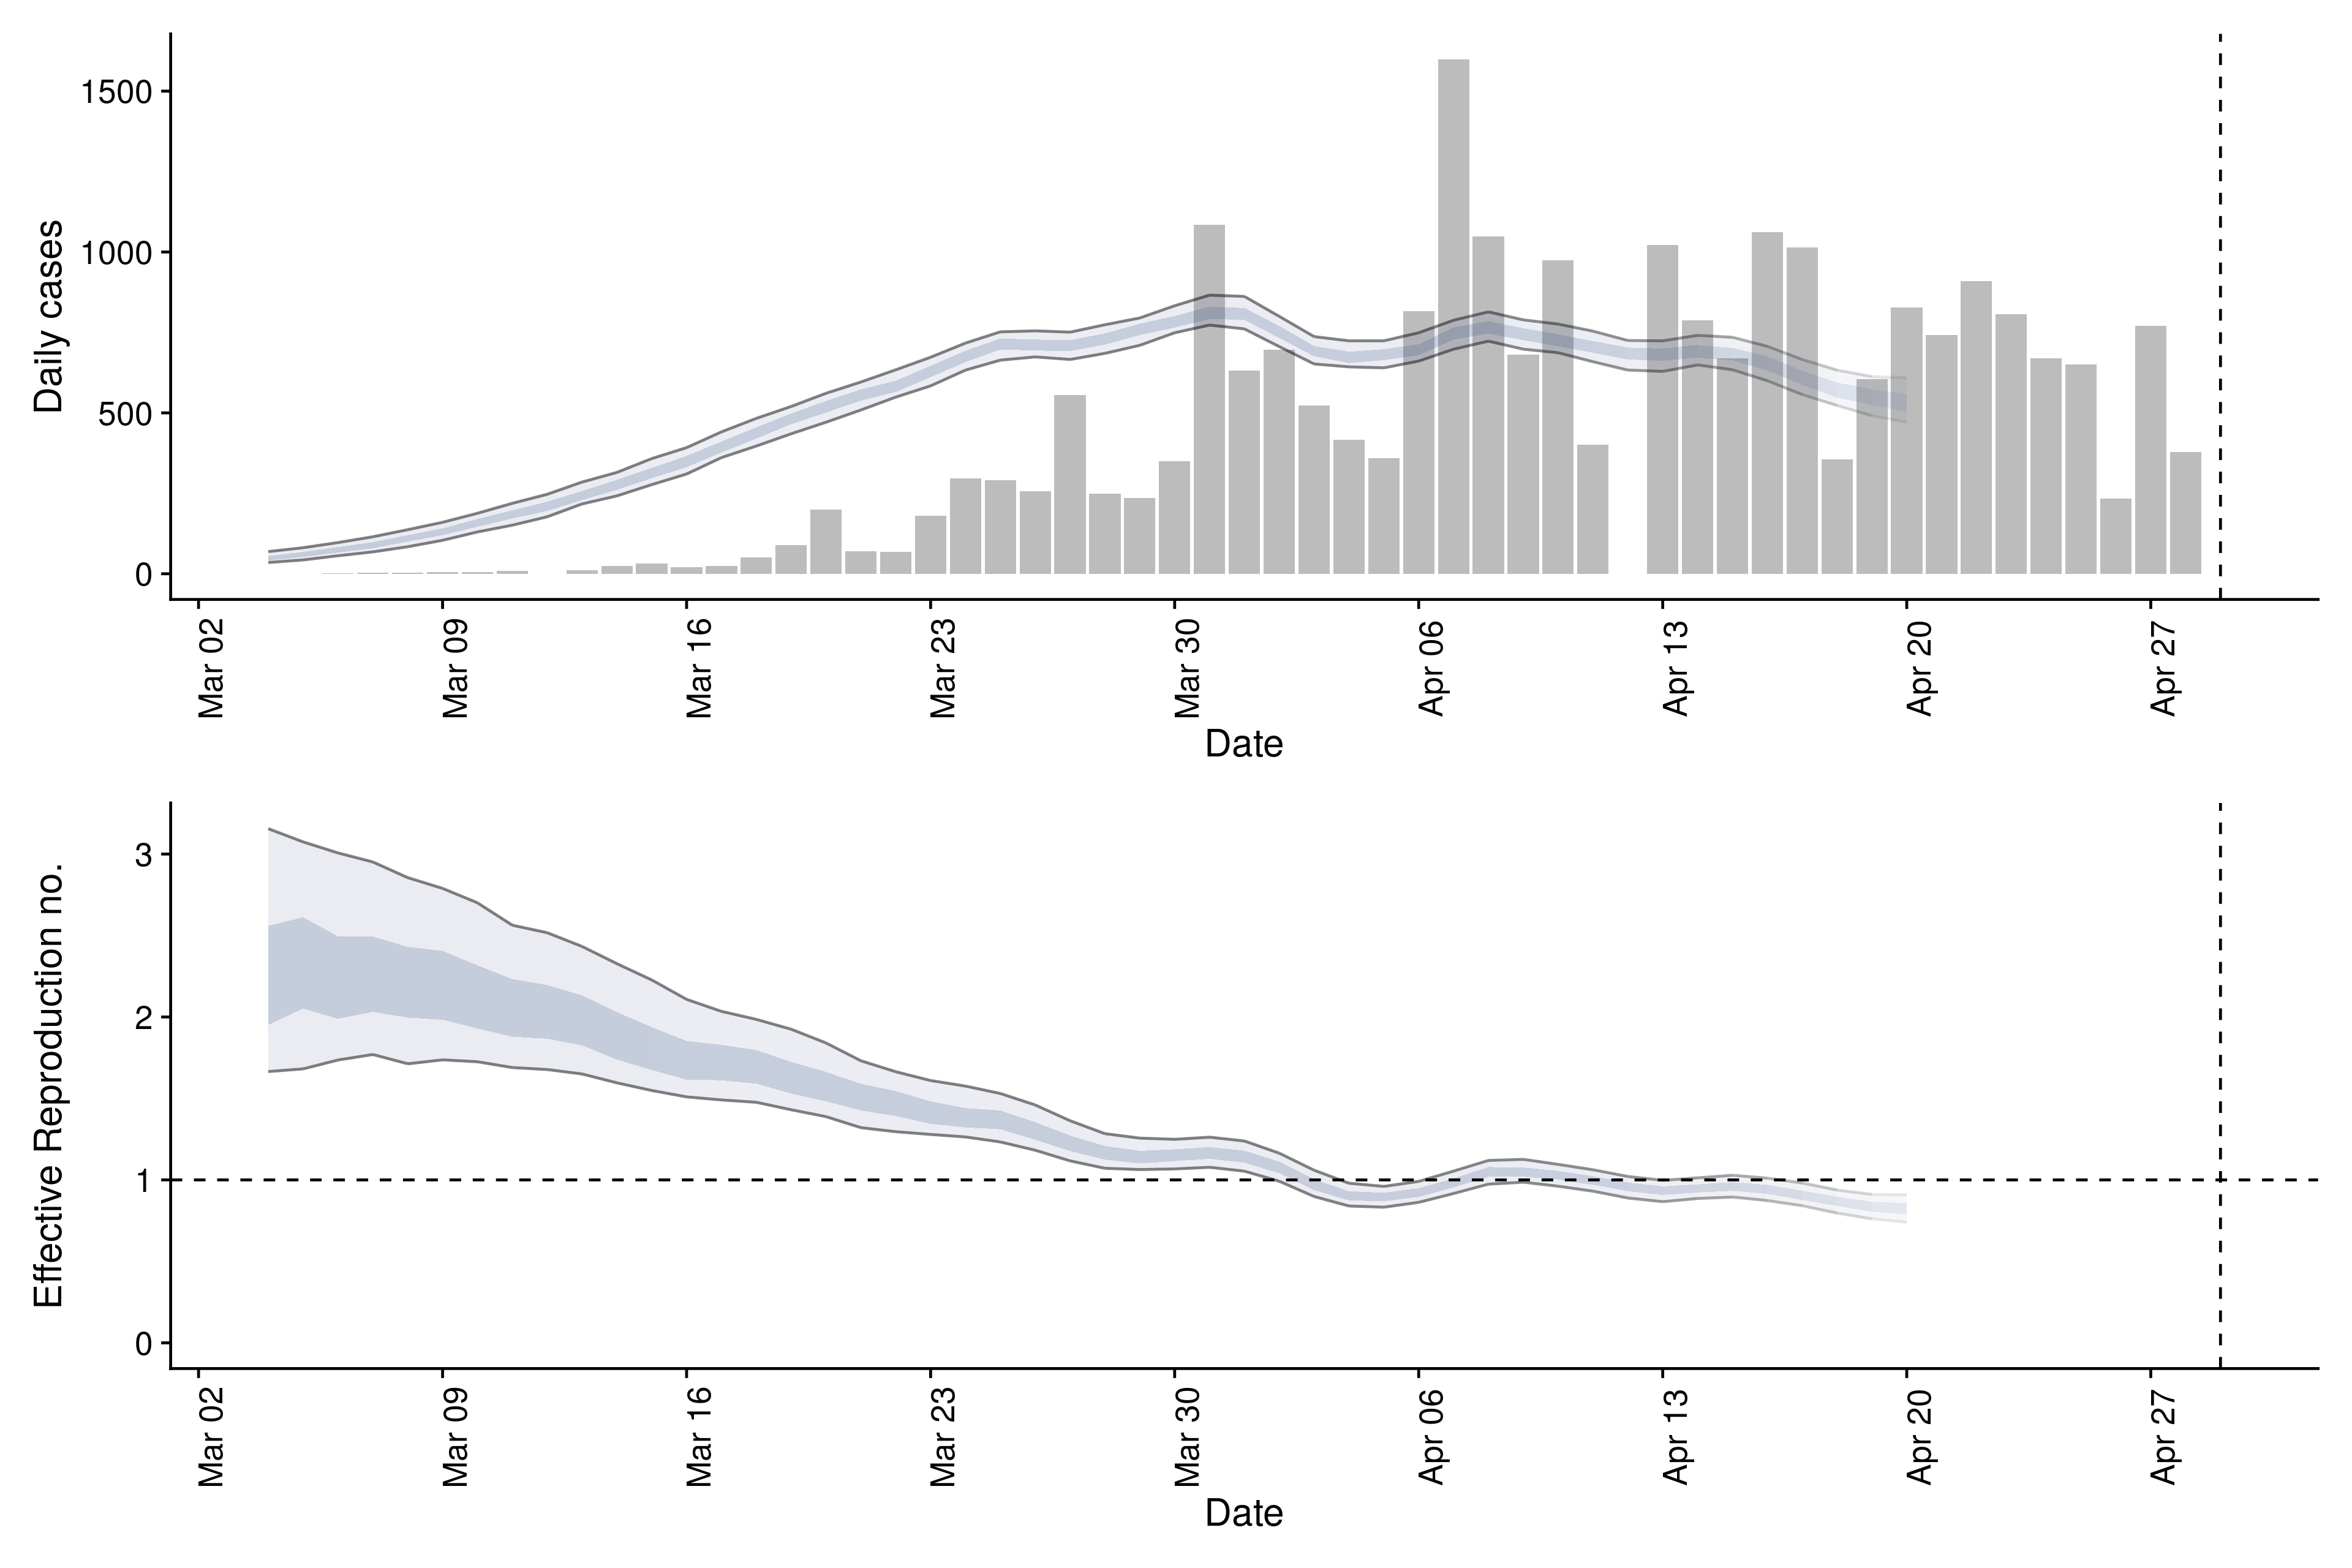 Daily cases
1500
1000
500
0
Mar 02
Mar 09
Mar 16
Mar 23
Mar 30
Apr 06
Apr 13
Apr 20
Apr 27
Date
Effective Reproduction no.
3
2
1
0
Mar 02
Mar 09
Mar 16
Mar 23
Mar 30
Apr 06
Apr 13
Apr 20
Apr 27
Date